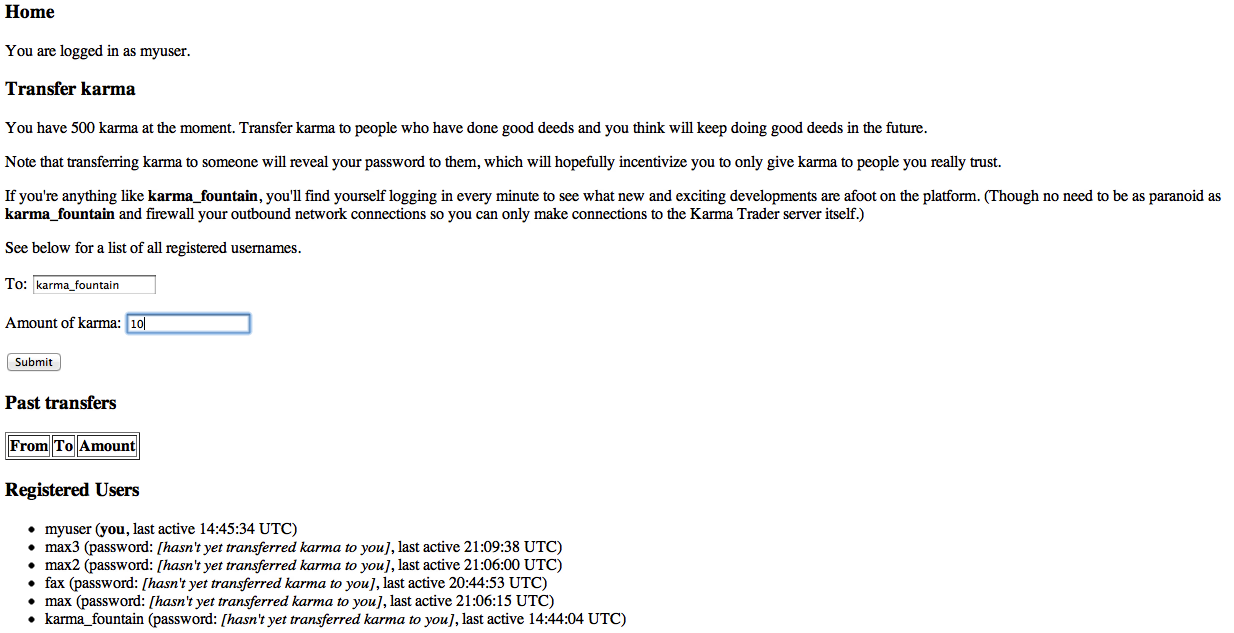 Home
You are logged in as myuser.
Transfer karma
You have 500 karma at the moment. Transfer karma to people who have done good deeds and you think will keep doing good deeds in the future.
Note that transferring karma to someone will reveal your password to them, which will hopefully incentivize you to only give karma to people you really trust.
If you're anything like karma_fountain, you'll find yourself logging in every minute to see what new and exciting developments are afoot on the platform. (Though no need to be as paranoid as
karma_fountain and firewall your outbound network connections so you can only make connections to the Karma Trader server itself.)
See below for a list of all registered usernames.
To: karma_fountain
Amount of karma: 10
Submit
Past transfers
From To Amount
Registered Users
• myuser (you, last active 14:45:34 UTC)
• max3 (password: [hasn't yet transferred karma to you], last active 21:09:38 UTC)
• max2 (password: [hasn't yet transferred karma to you], last active 21:06:00 UTC)
• fax (password: [hasn't yet transferred karma to you], last active 20:44:53 UTC)
• max (password: [hasn't yet transferred karma to you], last active 21:06:15 UTC)
• karma_fountain (password: [hasn't yet transferred karma to you], last active 14:44:04 UTC)